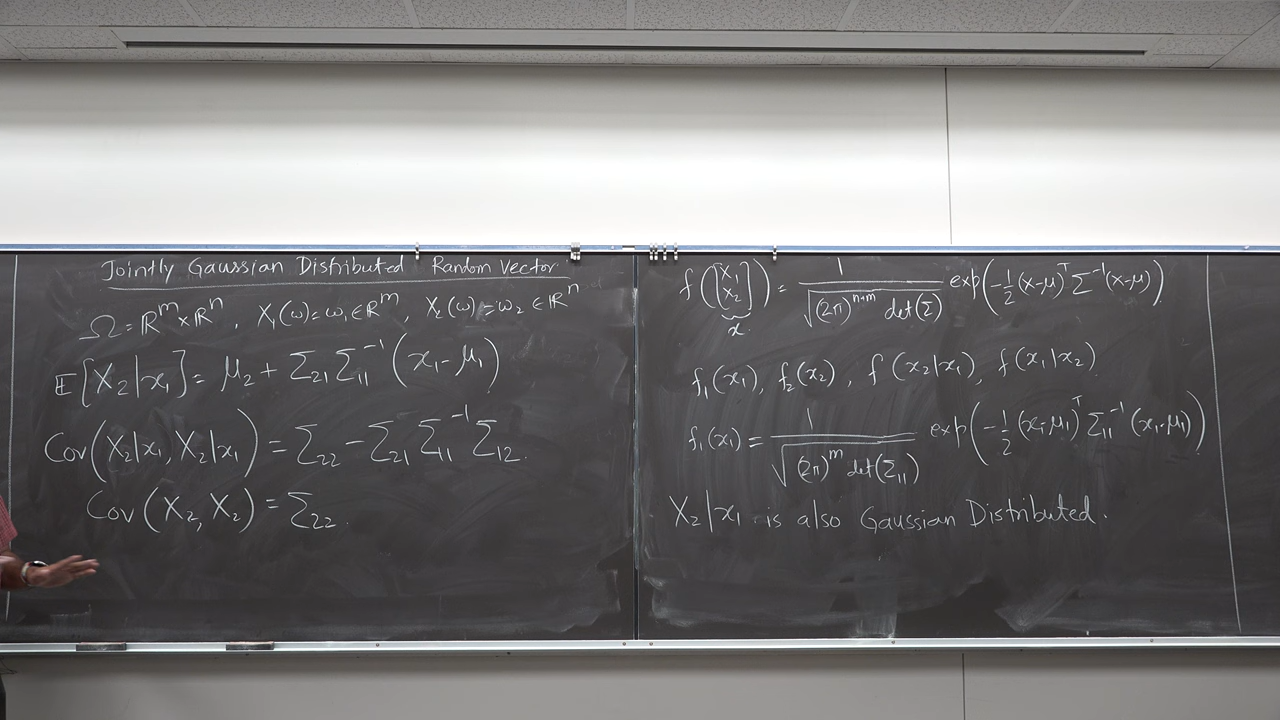 Jointly Gaussian Distributed Random Vector
Ω = ℝ^m × ℝ^n, X₁(ω) = ω₁ ∈ ℝ^m, X₂(ω) = ω₂ ∈ ℝ^n
𝔼[X₂|x₁] = μ₂ + Σ₂₁ Σ₁₁⁻¹ (x₁ - μ₁)
Cov(X₂|x₁, X₂|x₁) = Σ₂₂ - Σ₂₁ Σ₁₁⁻¹ Σ₁₂.
Cov(X₂, X₂) = Σ₂₂.
f([x₁ x₂]) = 1/√((2π)^(n+m) det(Σ)) exp(-1/2 (x-μ)^T Σ⁻¹ (x-μ))
x.
f₁(x₁), f₂(x₂), f(x₂|x₁), f(x₁|x₂).
f₁(x₁) = 1/√((2π)^m det(Σ₁₁)) exp(-1/2 (x₁-μ₁)^T Σ₁₁⁻¹ (x₁-μ₁))
X₂|x₁ is also Gaussian Distributed.